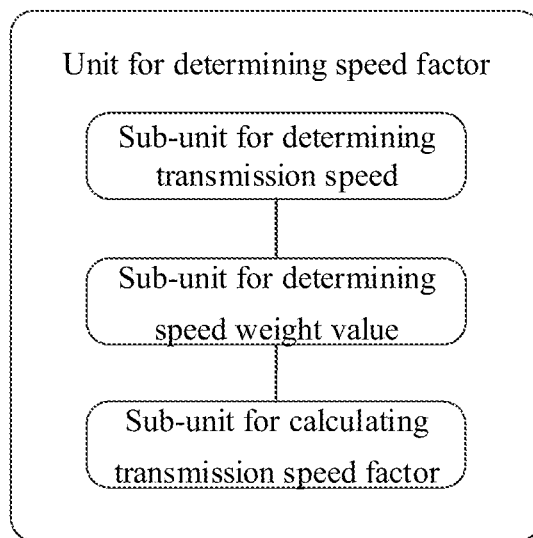 Unit for determining speed factor
Sub-unit for determining
transmission speed
Sub-unit for determining
speed weight value
Sub-unit for calculating
transmission speed factor